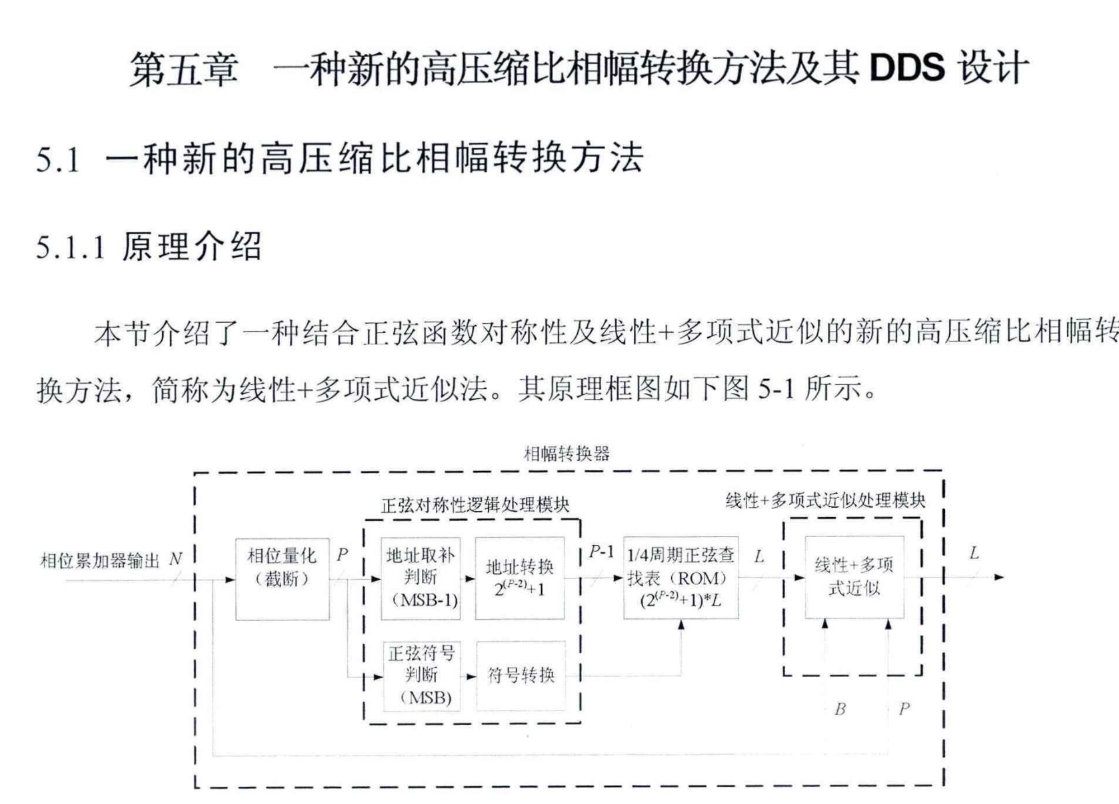 第五章 一种新的高压缩比相幅转换方法及其 DDS 设计
5.1 一种新的高压缩比相幅转换方法
5.1.1 原理介绍
本节介绍了一种结合正弦函数对称性及线性+多项式近似的新的高压缩比相幅转
换方法，简称为线性+多项式近似法。其原理框图如下图 5-1 所示。
相幅转换器
正弦对称性逻辑处理模块
线性+多项式近似处理模块
相位累加器输出 N
相位量化
（截断）
P
地址取补
判断
（MSB-1）
地址转换
2^(P-2)+1
P-1
1/4周期正弦查
找表（ROM）
(2^(P-2)+1)*L
L
线性+多项
式近似
L
正弦符号
判断
（MSB)
符号转换
B
P